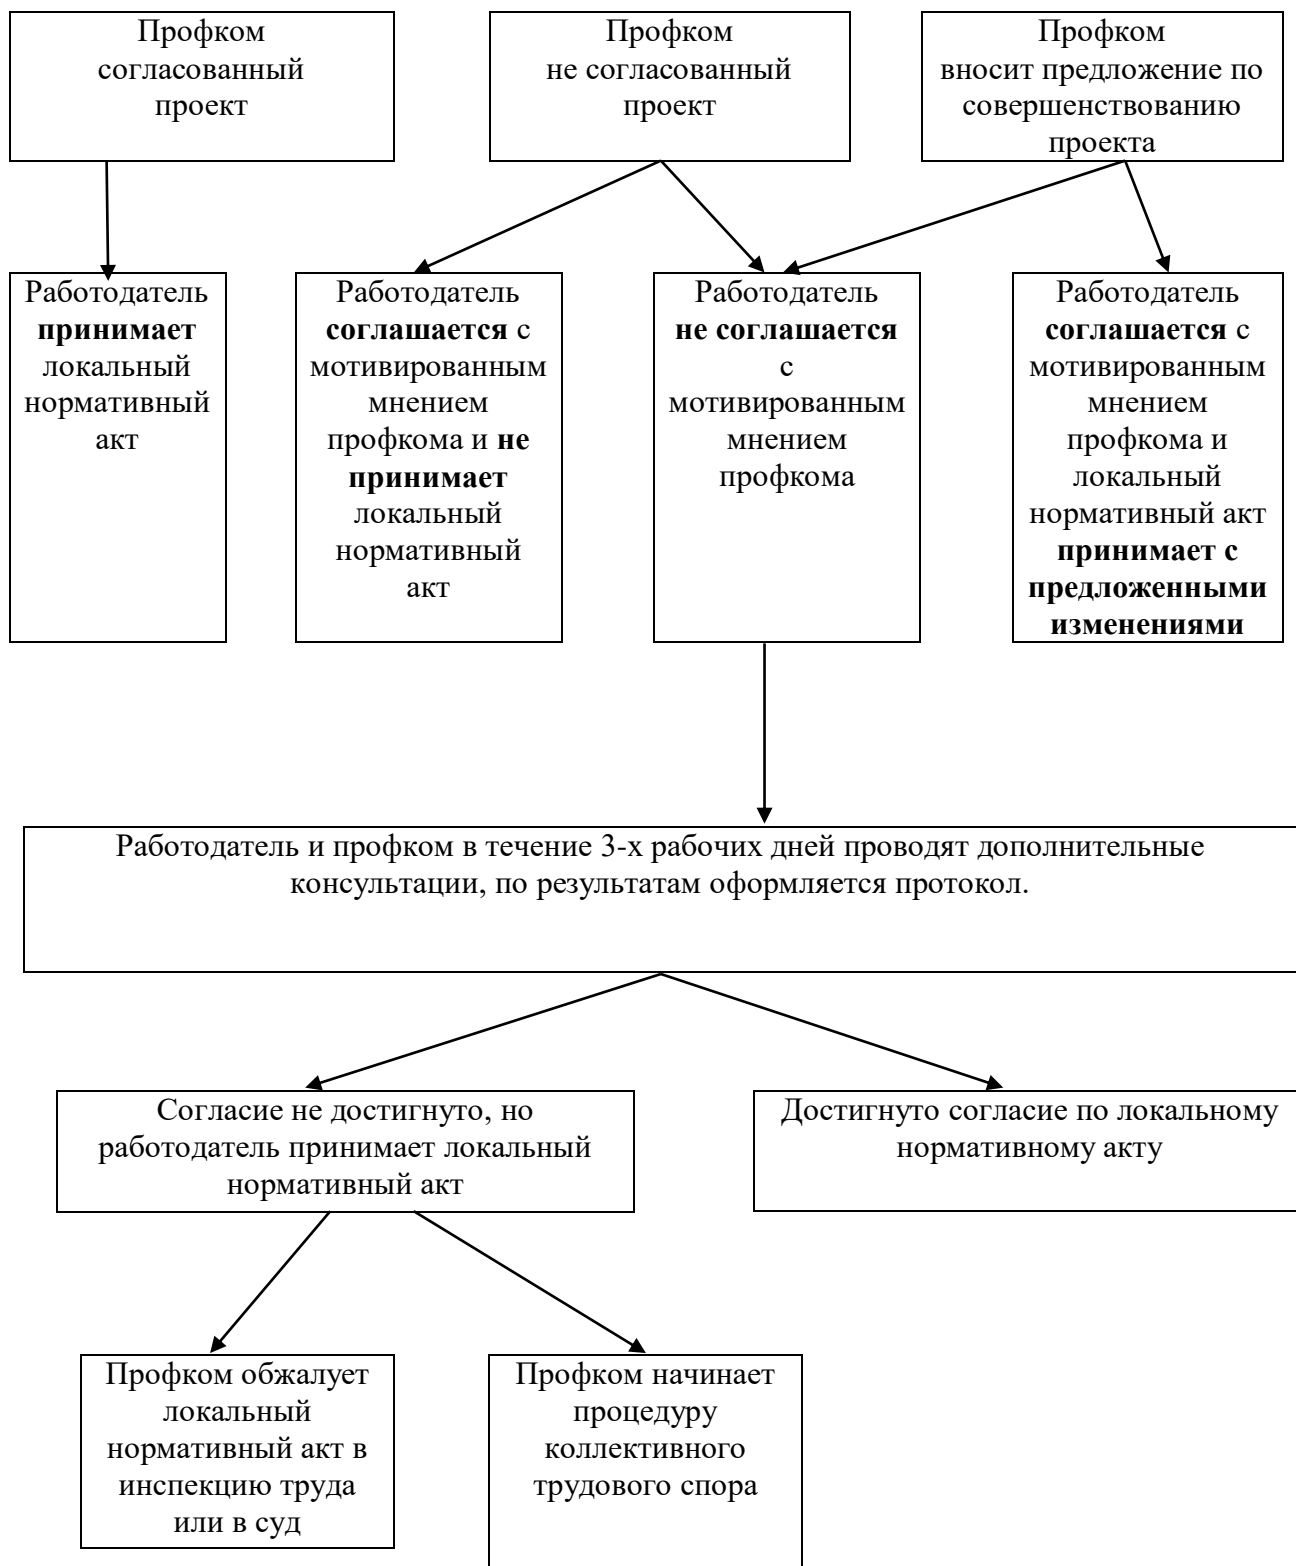 Профком
согласованный
проект
Профком
не согласованный
проект
Профком
вносит предложение по
совершенствованию
проекта
Работодатель
принимает
локальный
нормативный
акт
Работодатель
соглашается с
мотивированным
мнением
профкома и не
принимает
локальный
нормативный
акт
Работодатель
не соглашается
с
мотивированным
мнением
профкома
Работодатель
соглашается с
мотивированным
мнением
профкома и
локальный
нормативный акт
принимает с
предложенными
изменениями
Работодатель и профком в течение 3-х рабочих дней проводят дополнительные
консультации, по результатам оформляется протокол.
Согласие не достигнуто, но
работодатель принимает локальный
нормативный акт
Достигнуто согласие по локальному
нормативному акту
Профком обжалует
локальный
нормативный акт в
инспекцию труда
или в суд
Профком начинает
процедуру
коллективного
трудового спора